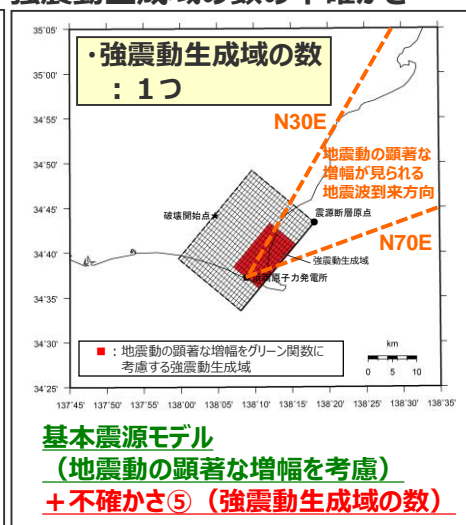 強震動生成域の数の不確かさ
・強震動生成域の数
：１つ
N30E
地震動の顕著な
増幅が見られる
地震波到来方向
N70E
破壊開始点
震源断層原点
強震動生成域
浜岡原子力発電所
■：地震動の顕著な増幅をグリーン関数に
考慮する強震動生成域
km
0 5 10
35˚05'
35˚00'
34˚55'
34˚50'
34˚45'
34˚40'
34˚35'
34˚30'
34˚25'
137˚45' 137˚50' 137˚55' 138˚00' 138˚05' 138˚10' 138˚15' 138˚20' 138˚25' 138˚30' 138˚35'
基本震源モデル
（地震動の顕著な増幅を考慮）
＋不確かさ⑤（強震動生成域の数）